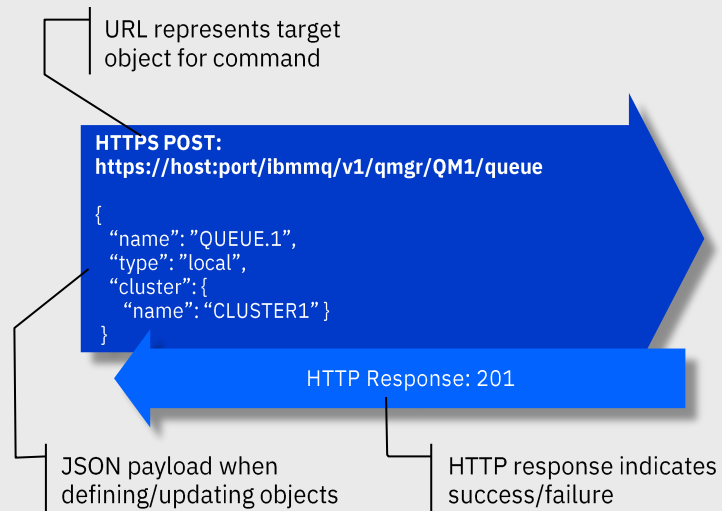 URL represents target
object for command
HTTPS POST:
https://host:port/ibmmq/v1/qmgr/QM1/queue
{
“name”: ”QUEUE.1”,
“type”: ”local”,
“cluster”: {
“name”: “CLUSTER1” }
}
HTTP Response: 201
JSON payload when
defining/updating objects
HTTP response indicates
success/failure